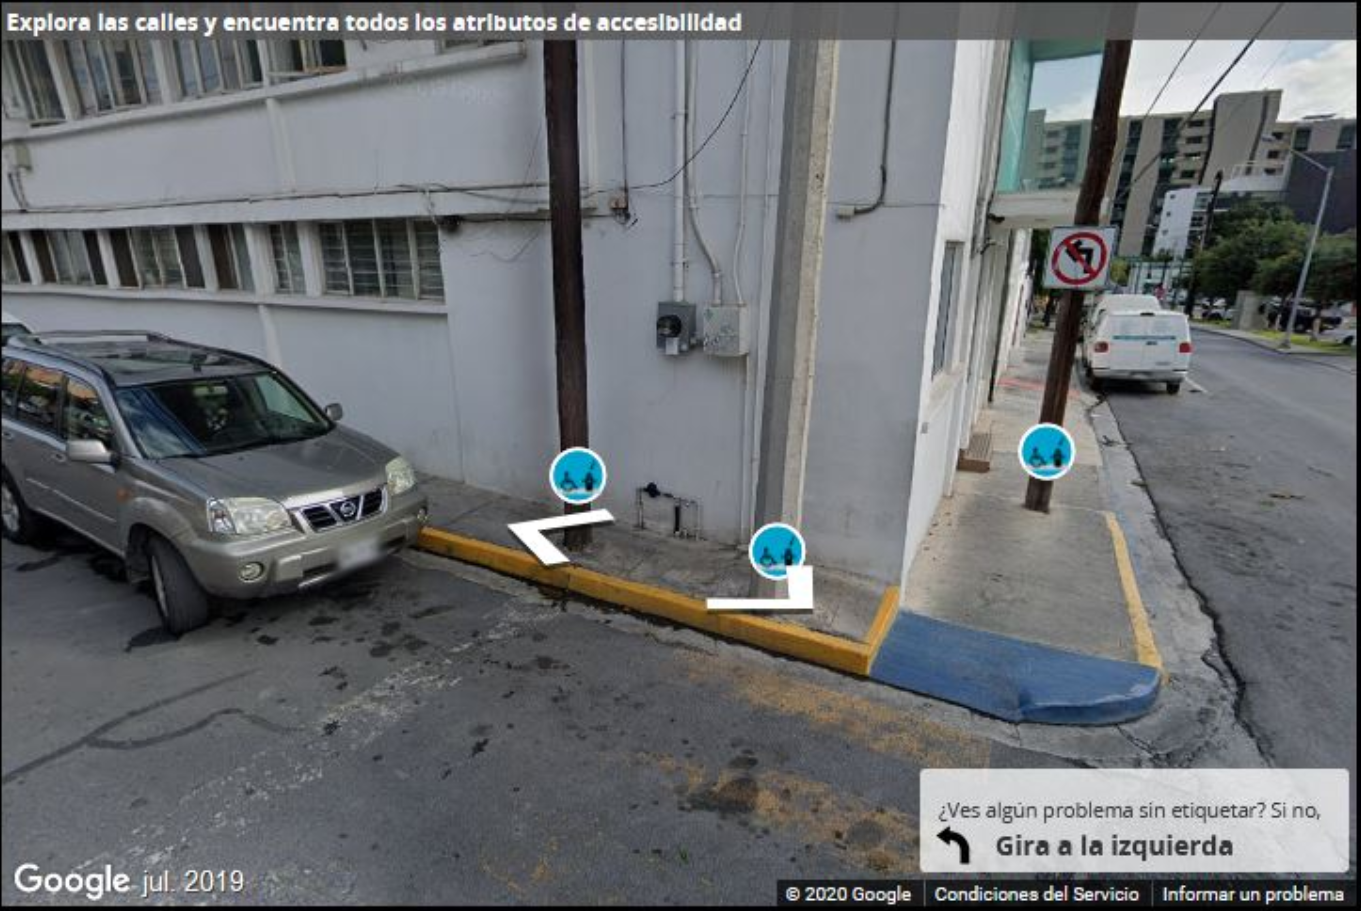 Explora las calles y encuentra todos los atributos de accesibilidad
¿Ves algún problema sin etiquetar? Si no,
Gira a la izquierda
Google jul. 2019
© 2020 Google
Condiciones del Servicio
Informar un problema